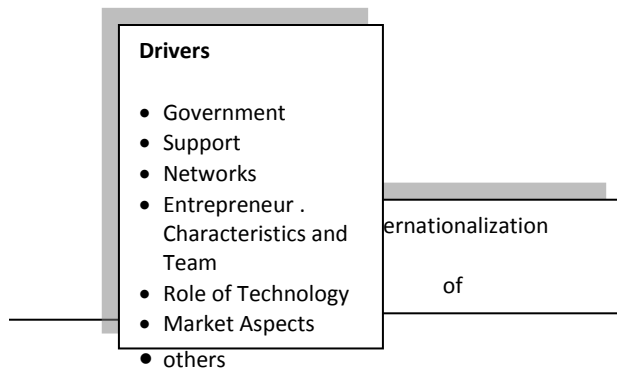 Drivers
• Government
• Support
• Networks
• Entrepreneur .
Characteristics and
Team
• Role of Technology
• Market Aspects
• others
ernationalization
of